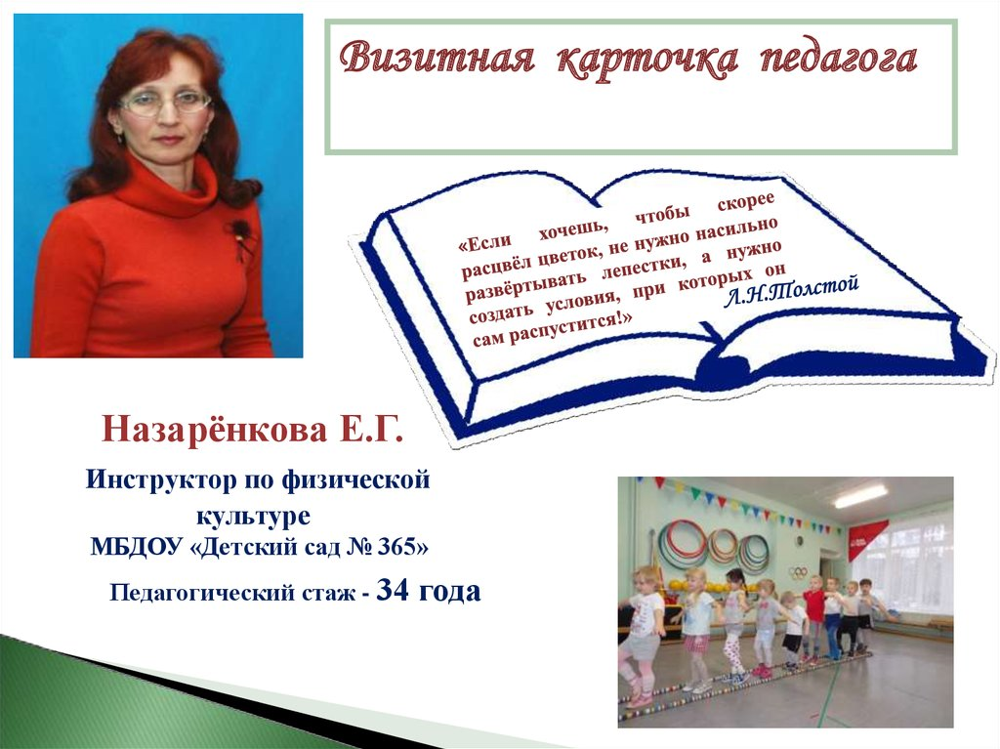 Визитная карточка педагога
«Если хочешь, чтобы скорее
расцвёл цветок, не нужно насильно
развёртывать лепестки, а нужно
создать условия, при которых он
сам распустится!»
Л.Н.Толстой
Назарёнкова Е.Г.
Инструктор по физической
культуре
МБДОУ «Детский сад № 365»
Педагогический стаж - 34 года